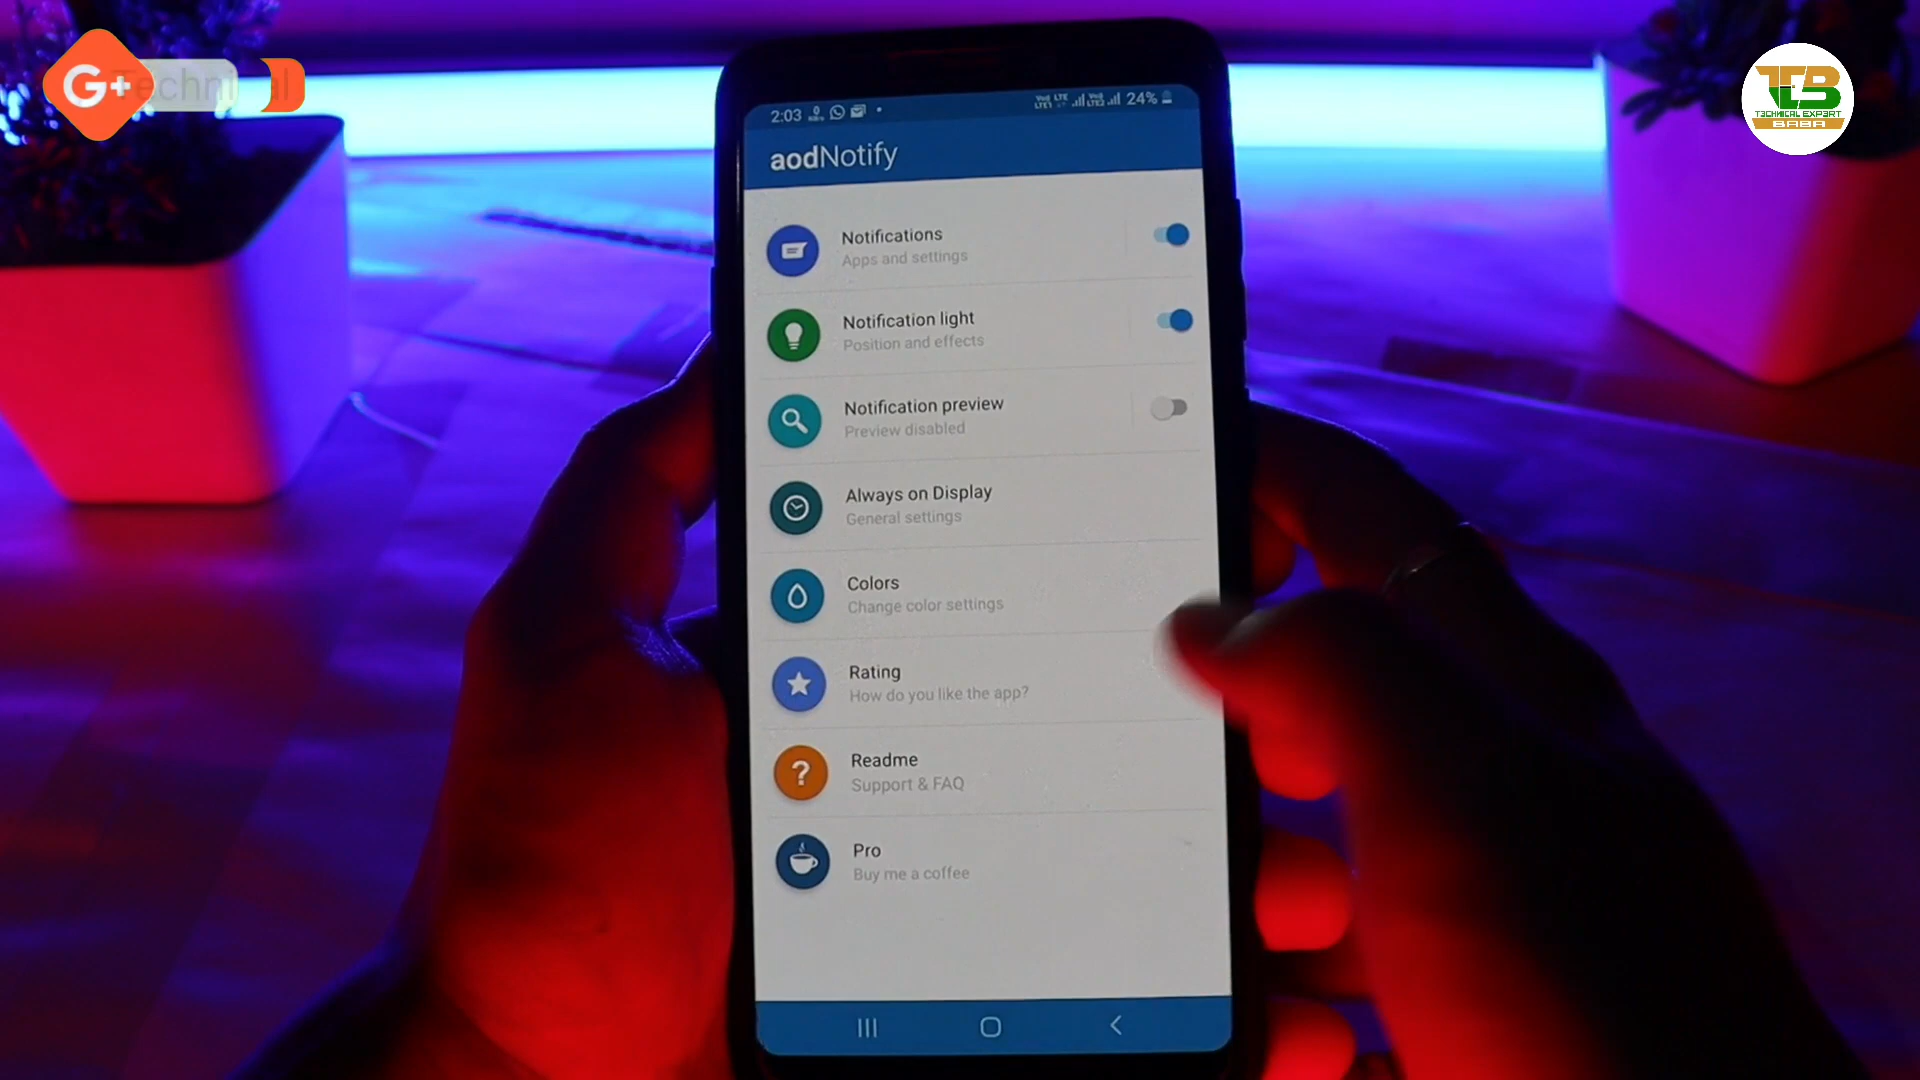 G+
Techni
TEB
TECHNICAL EXPERT
BABA
2:03
24%
aodNotify
Notifications
Apps and settings
Notification light
Position and effects
Notification preview
Preview disabled
Always on Display
General settings
Colors
Change color settings
Rating
How do you like the app?
Readme
Support & FAQ
Pro
Buy me a coffee